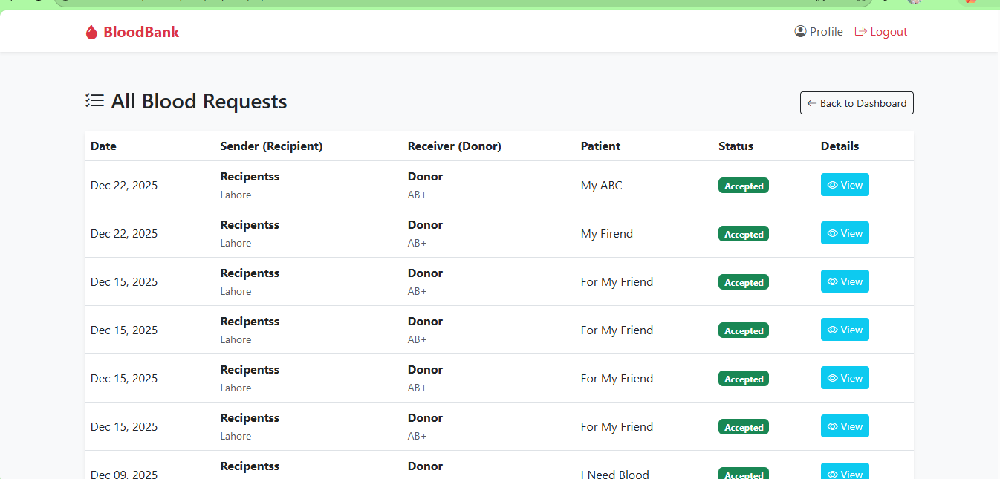 BloodBank
Profile
Logout
All Blood Requests
Back to Dashboard
Date Sender (Recipient) Receiver (Donor) Patient Status Details
Recipentss Donor
Dec 22, 2025 My ABC Accepted View
Lahore AB+
Recipentss Donor
Dec 22, 2025 My Firend Accepted View
Lahore AB+
Recipentss Donor
Dec 15, 2025 For My Friend Accepted View
Lahore AB+
Recipentss Donor
Dec 15, 2025 For My Friend Accepted View
Lahore AB+
Recipentss Donor
Dec 15, 2025 For My Friend Accepted View
Lahore AB+
Recipentss Donor
Dec 15, 2025 For My Friend Accepted View
Lahore AB+
Recipentss Donor
Dec 09, 2025 I Need Blood Accepted View